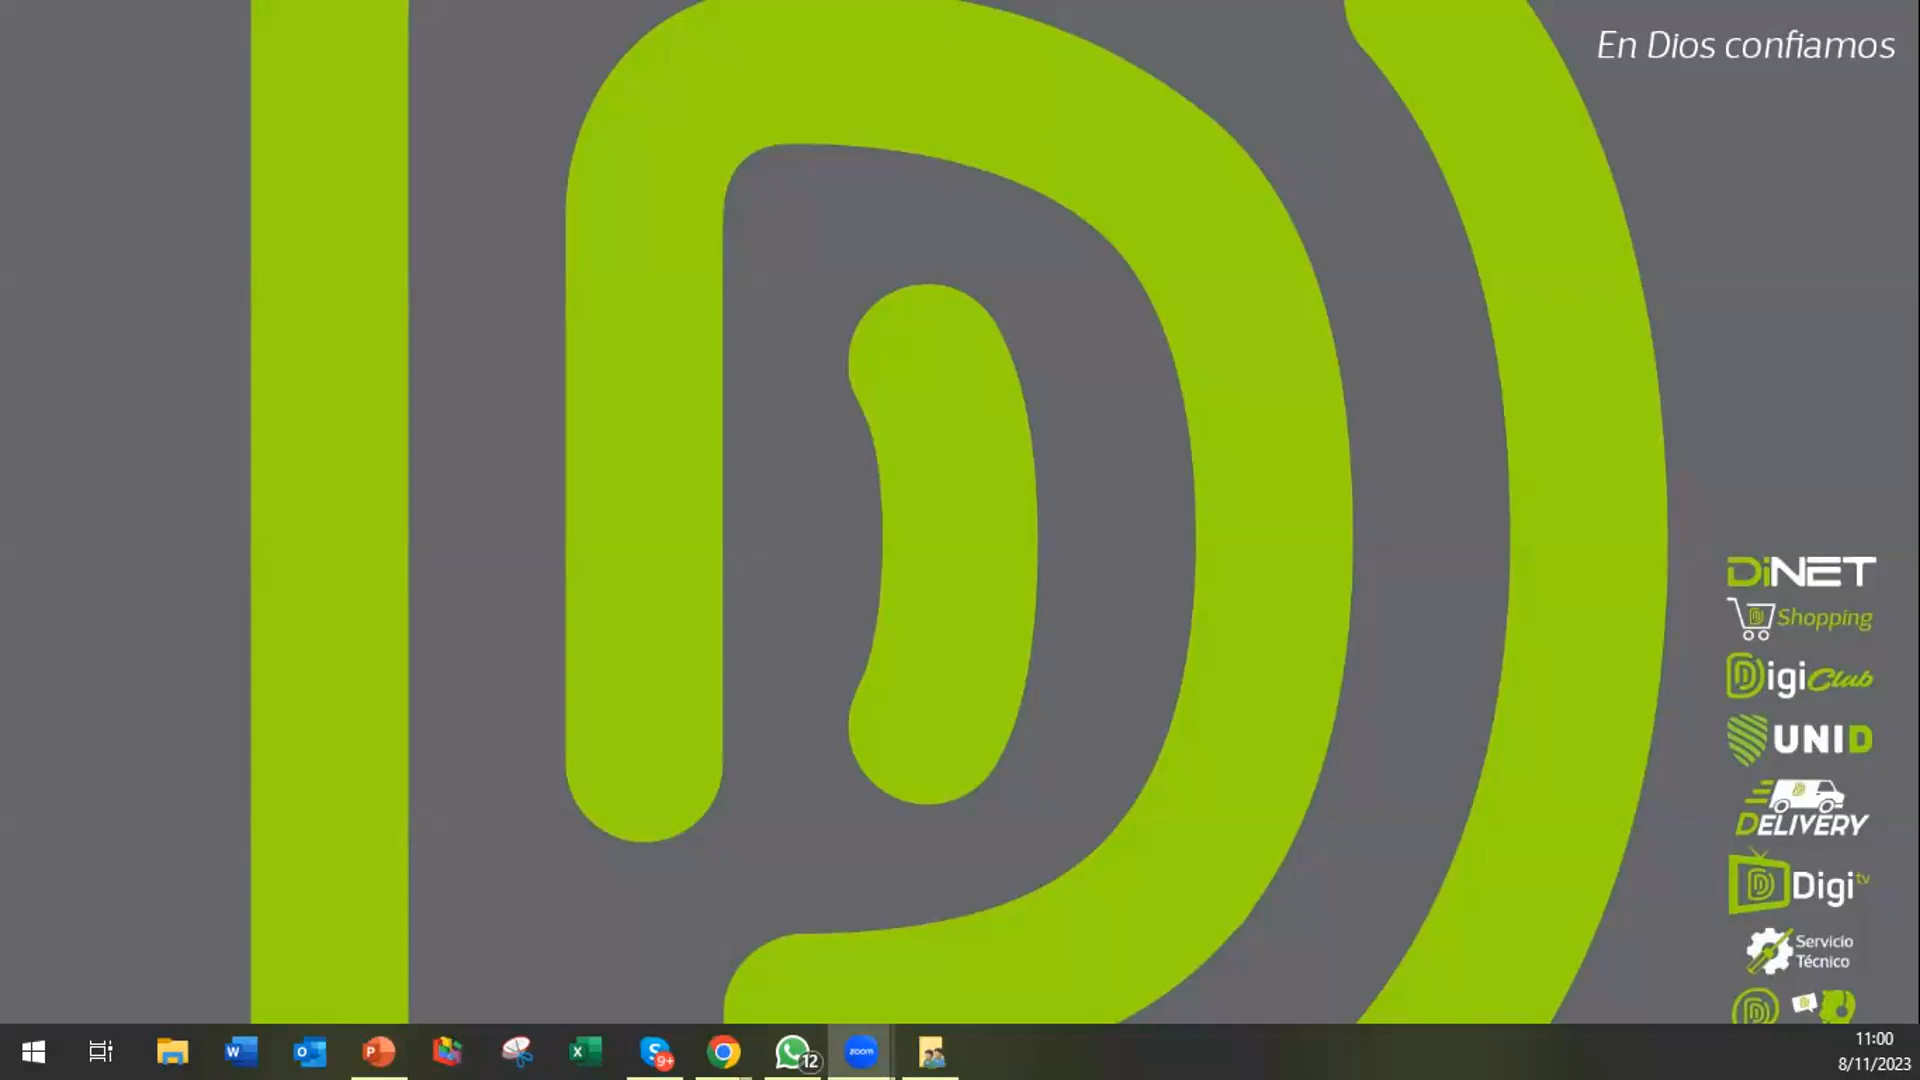 En Dios confiamos
DiNET
Shopping
DigiClub
UNID
DELIVERY
Digi tv
Servicio
Técnico
W
O
P
X
S
9+
12
zoom
11:00
8/11/2023